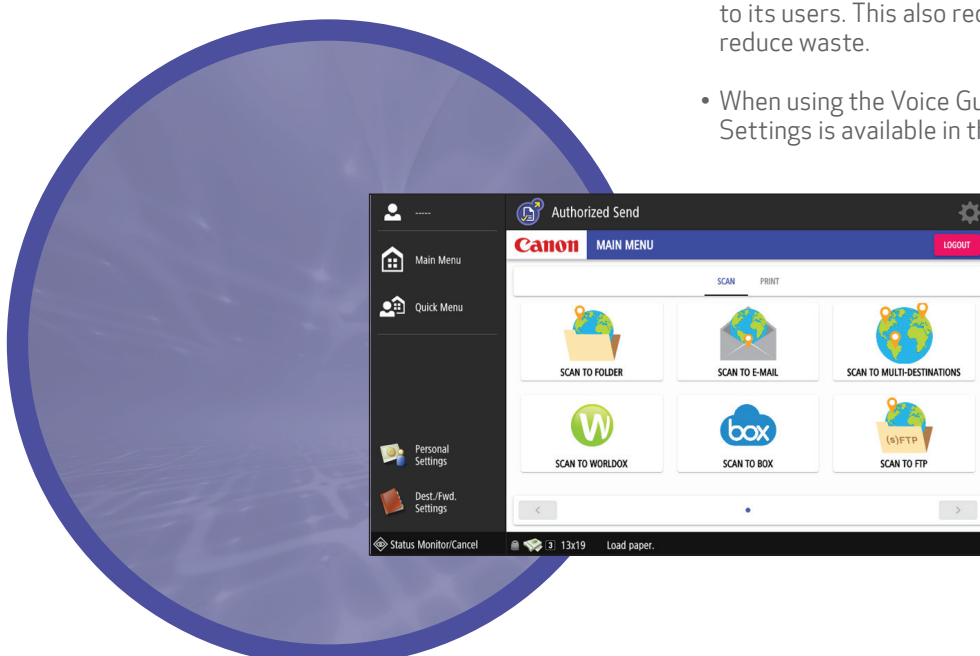 to its users. This also
reduce waste.
• When using the Voice
Settings is available in
-----
Main Menu
Quick Menu
Personal
Settings
Dest./Fwd.
Settings
Status Monitor/Cancel
Authorized Send
Canon MAIN MENU LOGOUT
SCAN PRINT
SCAN TO FOLDER SCAN TO E-MAIL SCAN TO MULTI-DESTINATIONS
W box (s)FTP
SCAN TO WORLDOX SCAN TO BOX SCAN TO FTP
< >
3 13x19 Load paper.